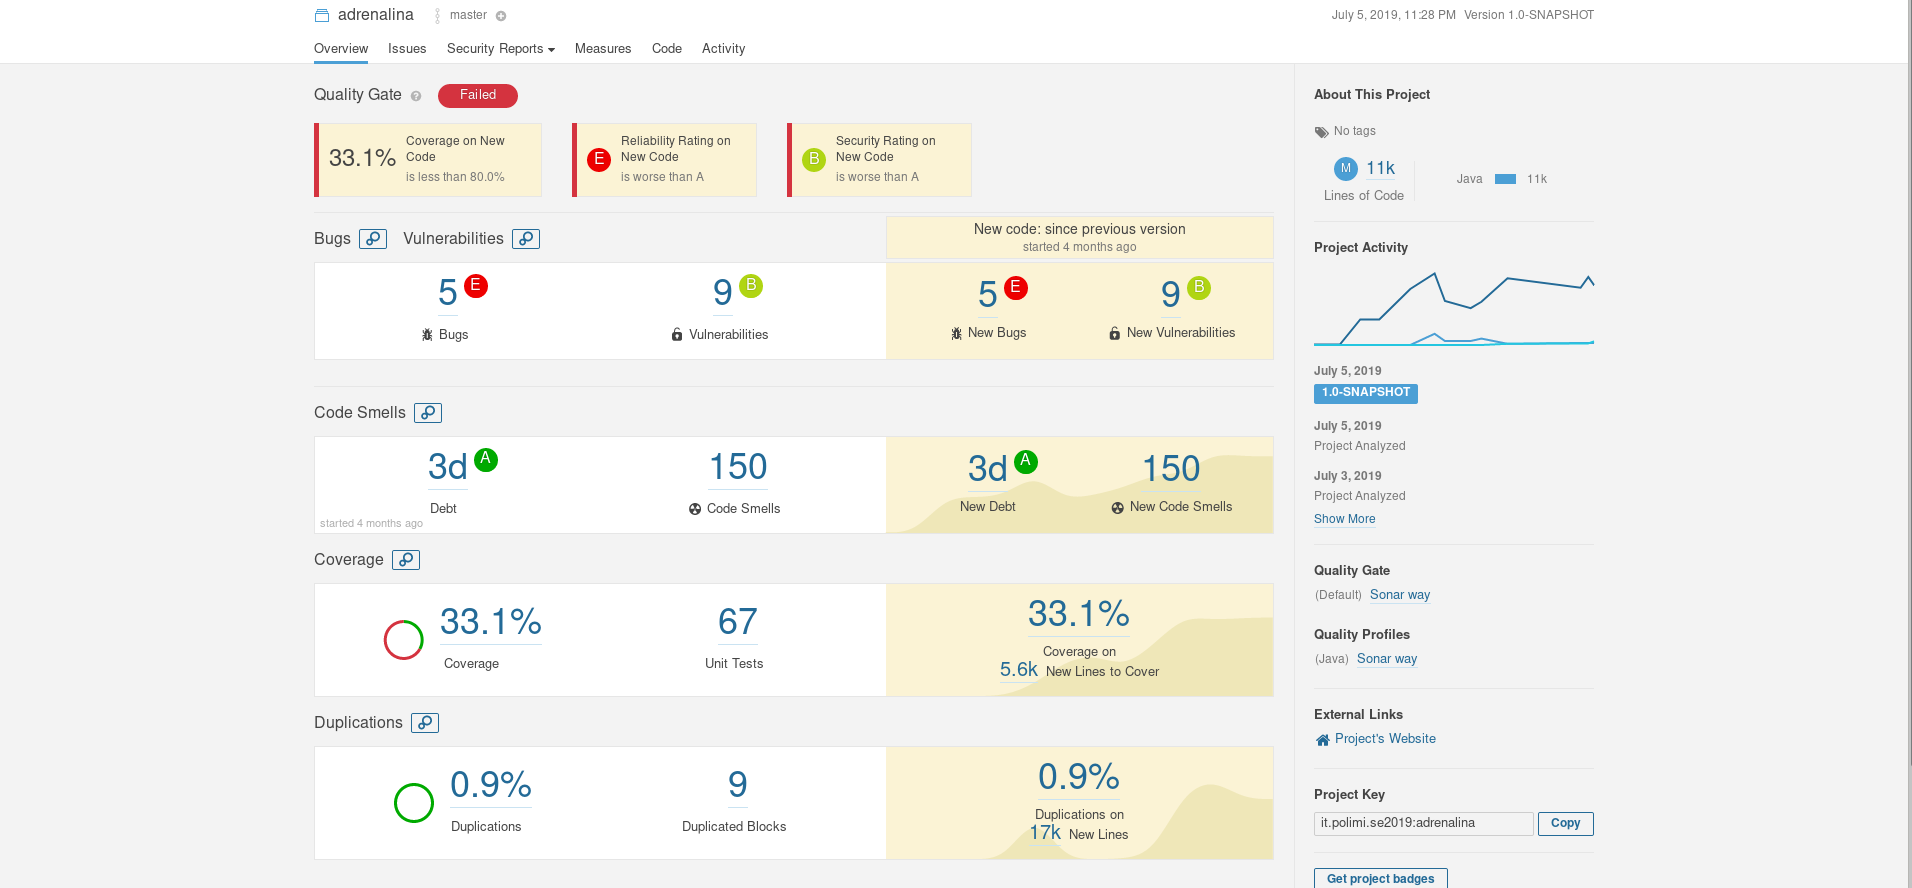 adrenalina master
July 5, 2019, 11:28 PM Version 1.0-SNAPSHOT
Overview Issues Security Reports Measures Code Activity
Quality Gate ? Failed
33.1% Coverage on New Code
is less than 80.0%
E Reliability Rating on New Code
is worse than A
B Security Rating on New Code
is worse than A
Bugs Vulnerabilities
New code: since previous version
started 4 months ago
5 E
Bugs
9 B
Vulnerabilities
5 E
New Bugs
9 B
New Vulnerabilities
Code Smells
3d A
Debt
started 4 months ago
150
Code Smells
3d A
New Debt
150
New Code Smells
Coverage
33.1%
Coverage
67
Unit Tests
33.1%
Coverage on
5.6k New Lines to Cover
Duplications
0.9%
Duplications
9
Duplicated Blocks
0.9%
Duplications on
17k New Lines
About This Project
No tags
M 11k
Lines of Code
Java 11k
Project Activity
July 5, 2019
1.0-SNAPSHOT
July 5, 2019
Project Analyzed
July 3, 2019
Project Analyzed
Show More
Quality Gate
(Default) Sonar way
Quality Profiles
(Java) Sonar way
External Links
Project's Website
Project Key
it.polimi.se2019:adrenalina Copy
Get project badges